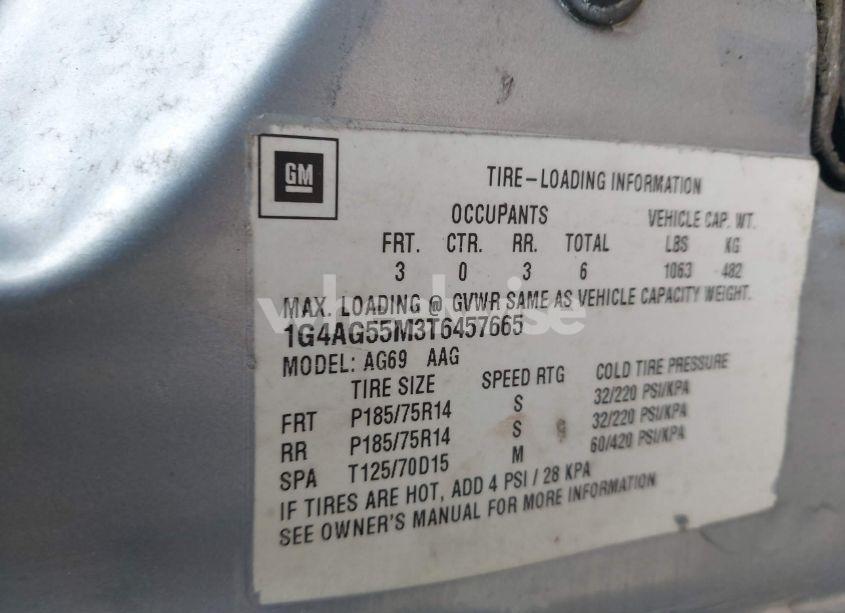 GM
TIRE-LOADING INFORMATION
OCCUPANTS VEHICLE CAP. WT.
FRT. CTR. RR. TOTAL LBS KG
3 0 3 6 1063 482
MAX. LOADING @ GVWR SAME AS VEHICLE CAPACITY WEIGHT.
1G4AG55M3T6457665
MODEL: AG69 AAG
TIRE SIZE SPEED RTG COLD TIRE PRESSURE
FRT P185/75R14 S 32/220 PSI/KPA
RR P185/75R14 S 32/220 PSI/KPA
SPA T125/70D15 M 60/420 PSI/KPA
IF TIRES ARE HOT, ADD 4 PSI / 28 KPA
SEE OWNER'S MANUAL FOR MORE INFORMATION